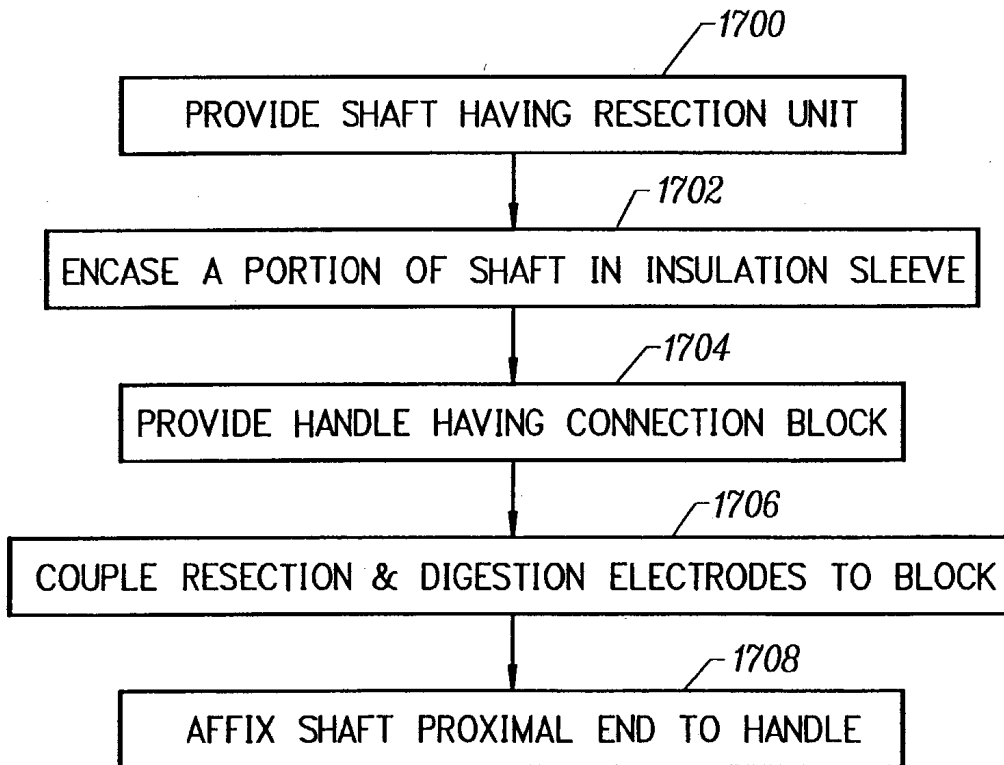 1700
PROVIDE SHAFT HAVING RESECTION UNIT
1702
ENCASE A PORTION OF SHAFT IN INSULATION SLEEVE
1704
PROVIDE HANDLE HAVING CONNECTION BLOCK
1706
COUPLE RESECTION & DIGESTION ELECTRODES TO BLOCK
1708
AFFIX SHAFT PROXIMAL END TO HANDLE